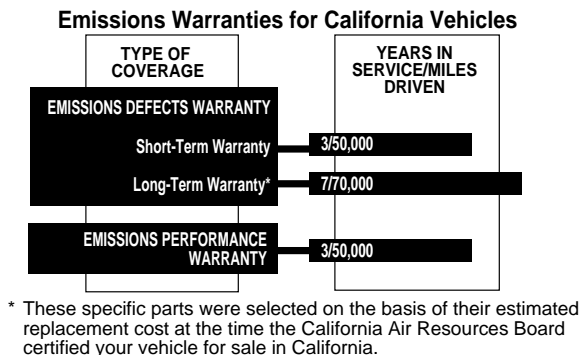 Emissions Warranties for California Vehicles
TYPE OF
COVERAGE
YEARS IN
SERVICE/MILES
DRIVEN
EMISSIONS DEFECTS WARRANTY
Short-Term Warranty
3/50,000
Long-Term Warranty*
7/70,000
EMISSIONS PERFORMANCE
WARRANTY
3/50,000
* These specific parts were selected on the basis of their estimated
replacement cost at the time the California Air Resources Board
certified your vehicle for sale in California.